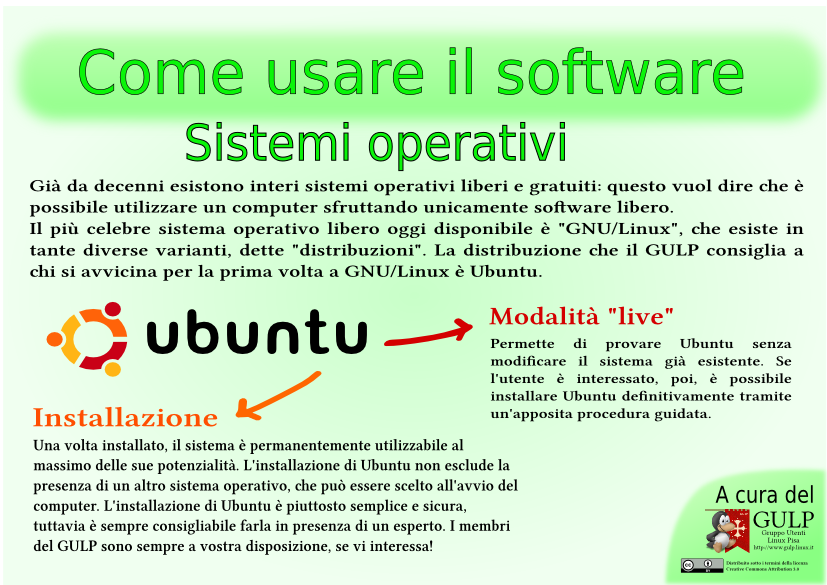 Come usare il software
Sistemi operativi
Già da decenni esistono interi sistemi operativi liberi e gratuiti: questo vuol dire che è
possibile utilizzare un computer sfruttando unicamente software libero.
Il più celebre sistema operativo libero oggi disponibile è "GNU/Linux", che esiste in
tante diverse varianti, dette "distribuzioni". La distribuzione che il GULP consiglia a
chi si avvicina per la prima volta a GNU/Linux è Ubuntu.
ubuntu
Modalità "live"
Permette di provare Ubuntu senza
modificare il sistema già esistente. Se
l'utente è interessato, poi, è possibile
installare Ubuntu definitivamente tramite
un'apposita procedura guidata.
Installazione
Una volta installato, il sistema è permanentemente utilizzabile al
massimo delle sue potenzialità. L'installazione di Ubuntu non esclude la
presenza di un altro sistema operativo, che può essere scelto all'avvio del
computer. L'installazione di Ubuntu è piuttosto semplice e sicura,
tuttavia è sempre consigliabile farla in presenza di un esperto. I membri
del GULP sono sempre a vostra disposizione, se vi interessa!
A cura del
GULP
Gruppo Utenti
Linux Pisa
http://www.gulp.linux.it
Distribuito sotto i termini della licenza
Creative Commons Attribution 3.0
cc
BY